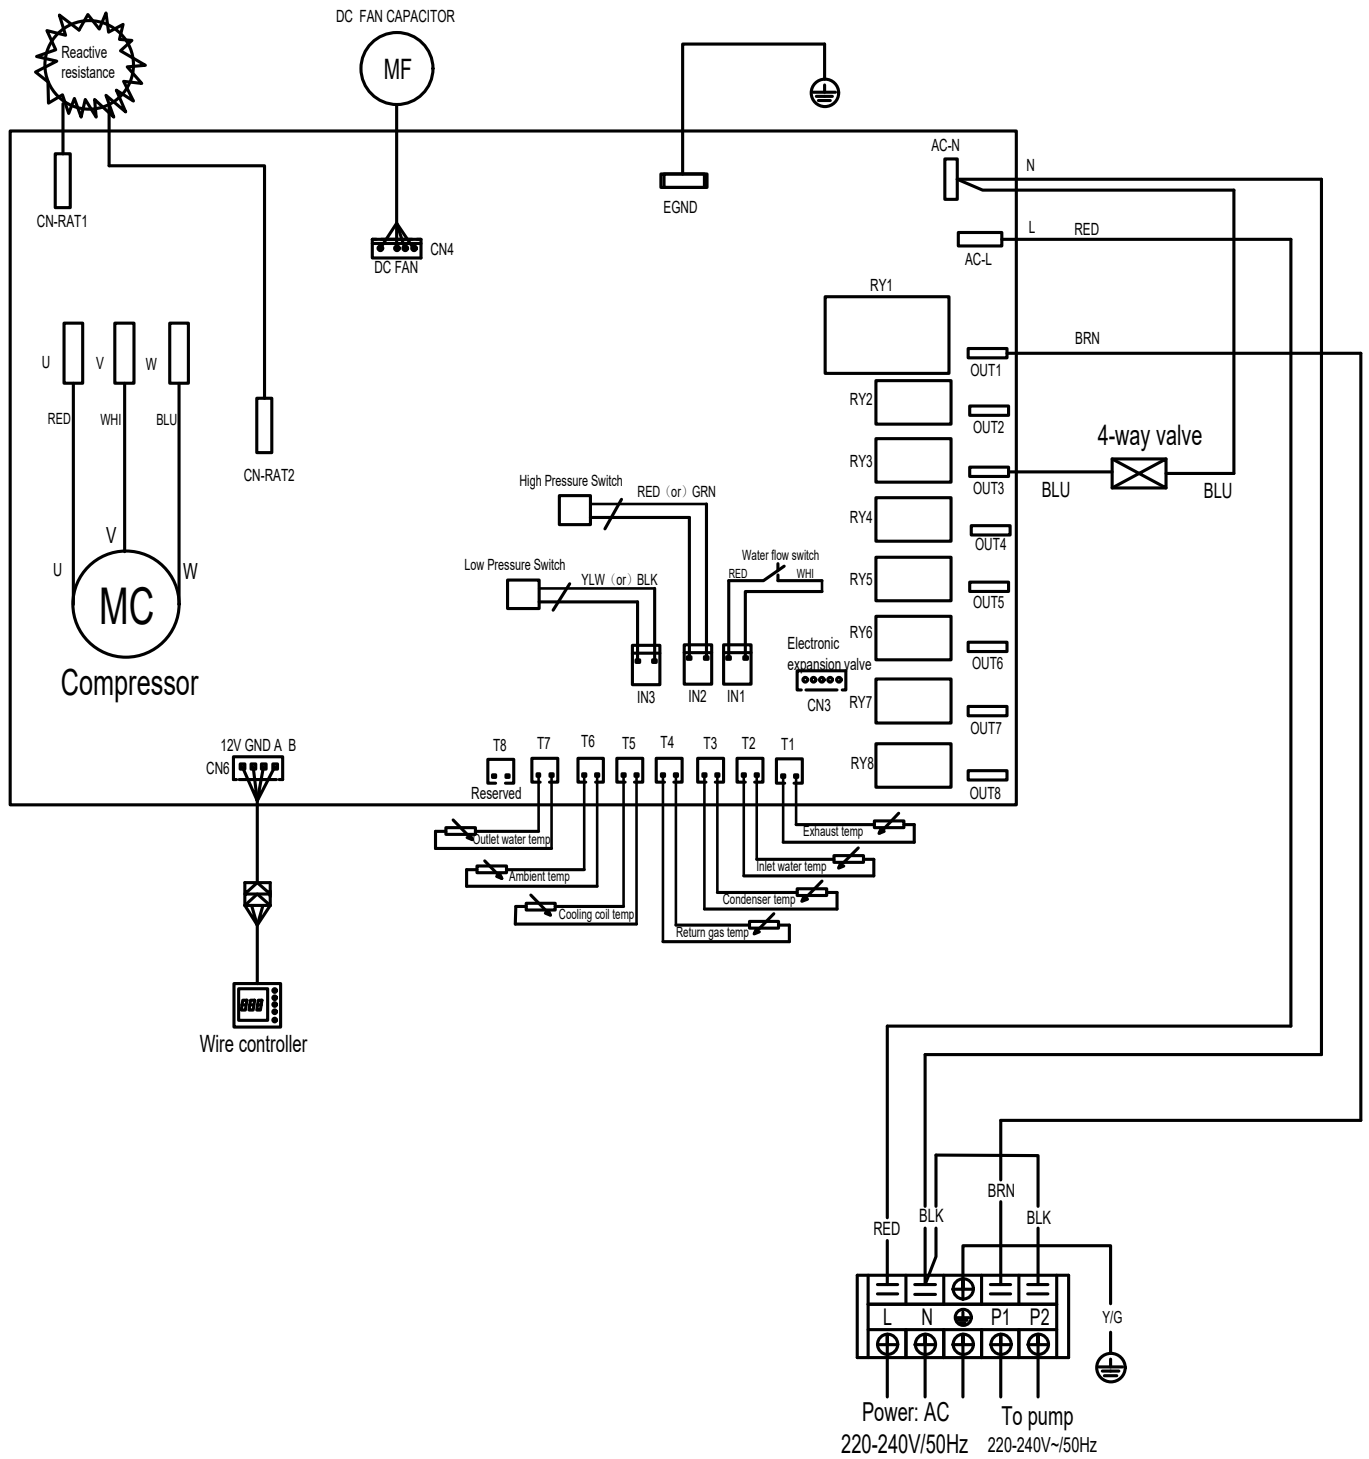 DC FAN CAPACITOR
Reactive
resistance
MF
AC-N
N
CN-RAT1
EGND
L
RED
CN4
DC FAN
AC-L
RY1
BRN
OUT1
U
V
W
RED
WHI
BLU
RY2
OUT2
4-way valve
CN-RAT2
RY3
OUT3
BLU
BLU
High Pressure Switch
RED（or）GRN
RY4
OUT4
V
U
W
MC
Compressor
Low Pressure Switch
YLW（or）BLK
Water flow switch
RED
WHI
RY5
OUT5
Electronic
expansion valve
RY6
OUT6
IN3
IN2
IN1
CN3
RY7
OUT7
12V GND A B
CN6
T8
T7
T6
T5
T4
T3
T2
T1
RY8
OUT8
Reserved
Outlet water temp
Exhaust temp
Ambient temp
Inlet water temp
Cooling coil temp
Condenser temp
Return gas temp
888
Wire controller
RED
BLK
BRN
BLK
L
N
P1
P2
Y/G
Power: AC
220-240V/50Hz
To pump
220-240V~/50Hz